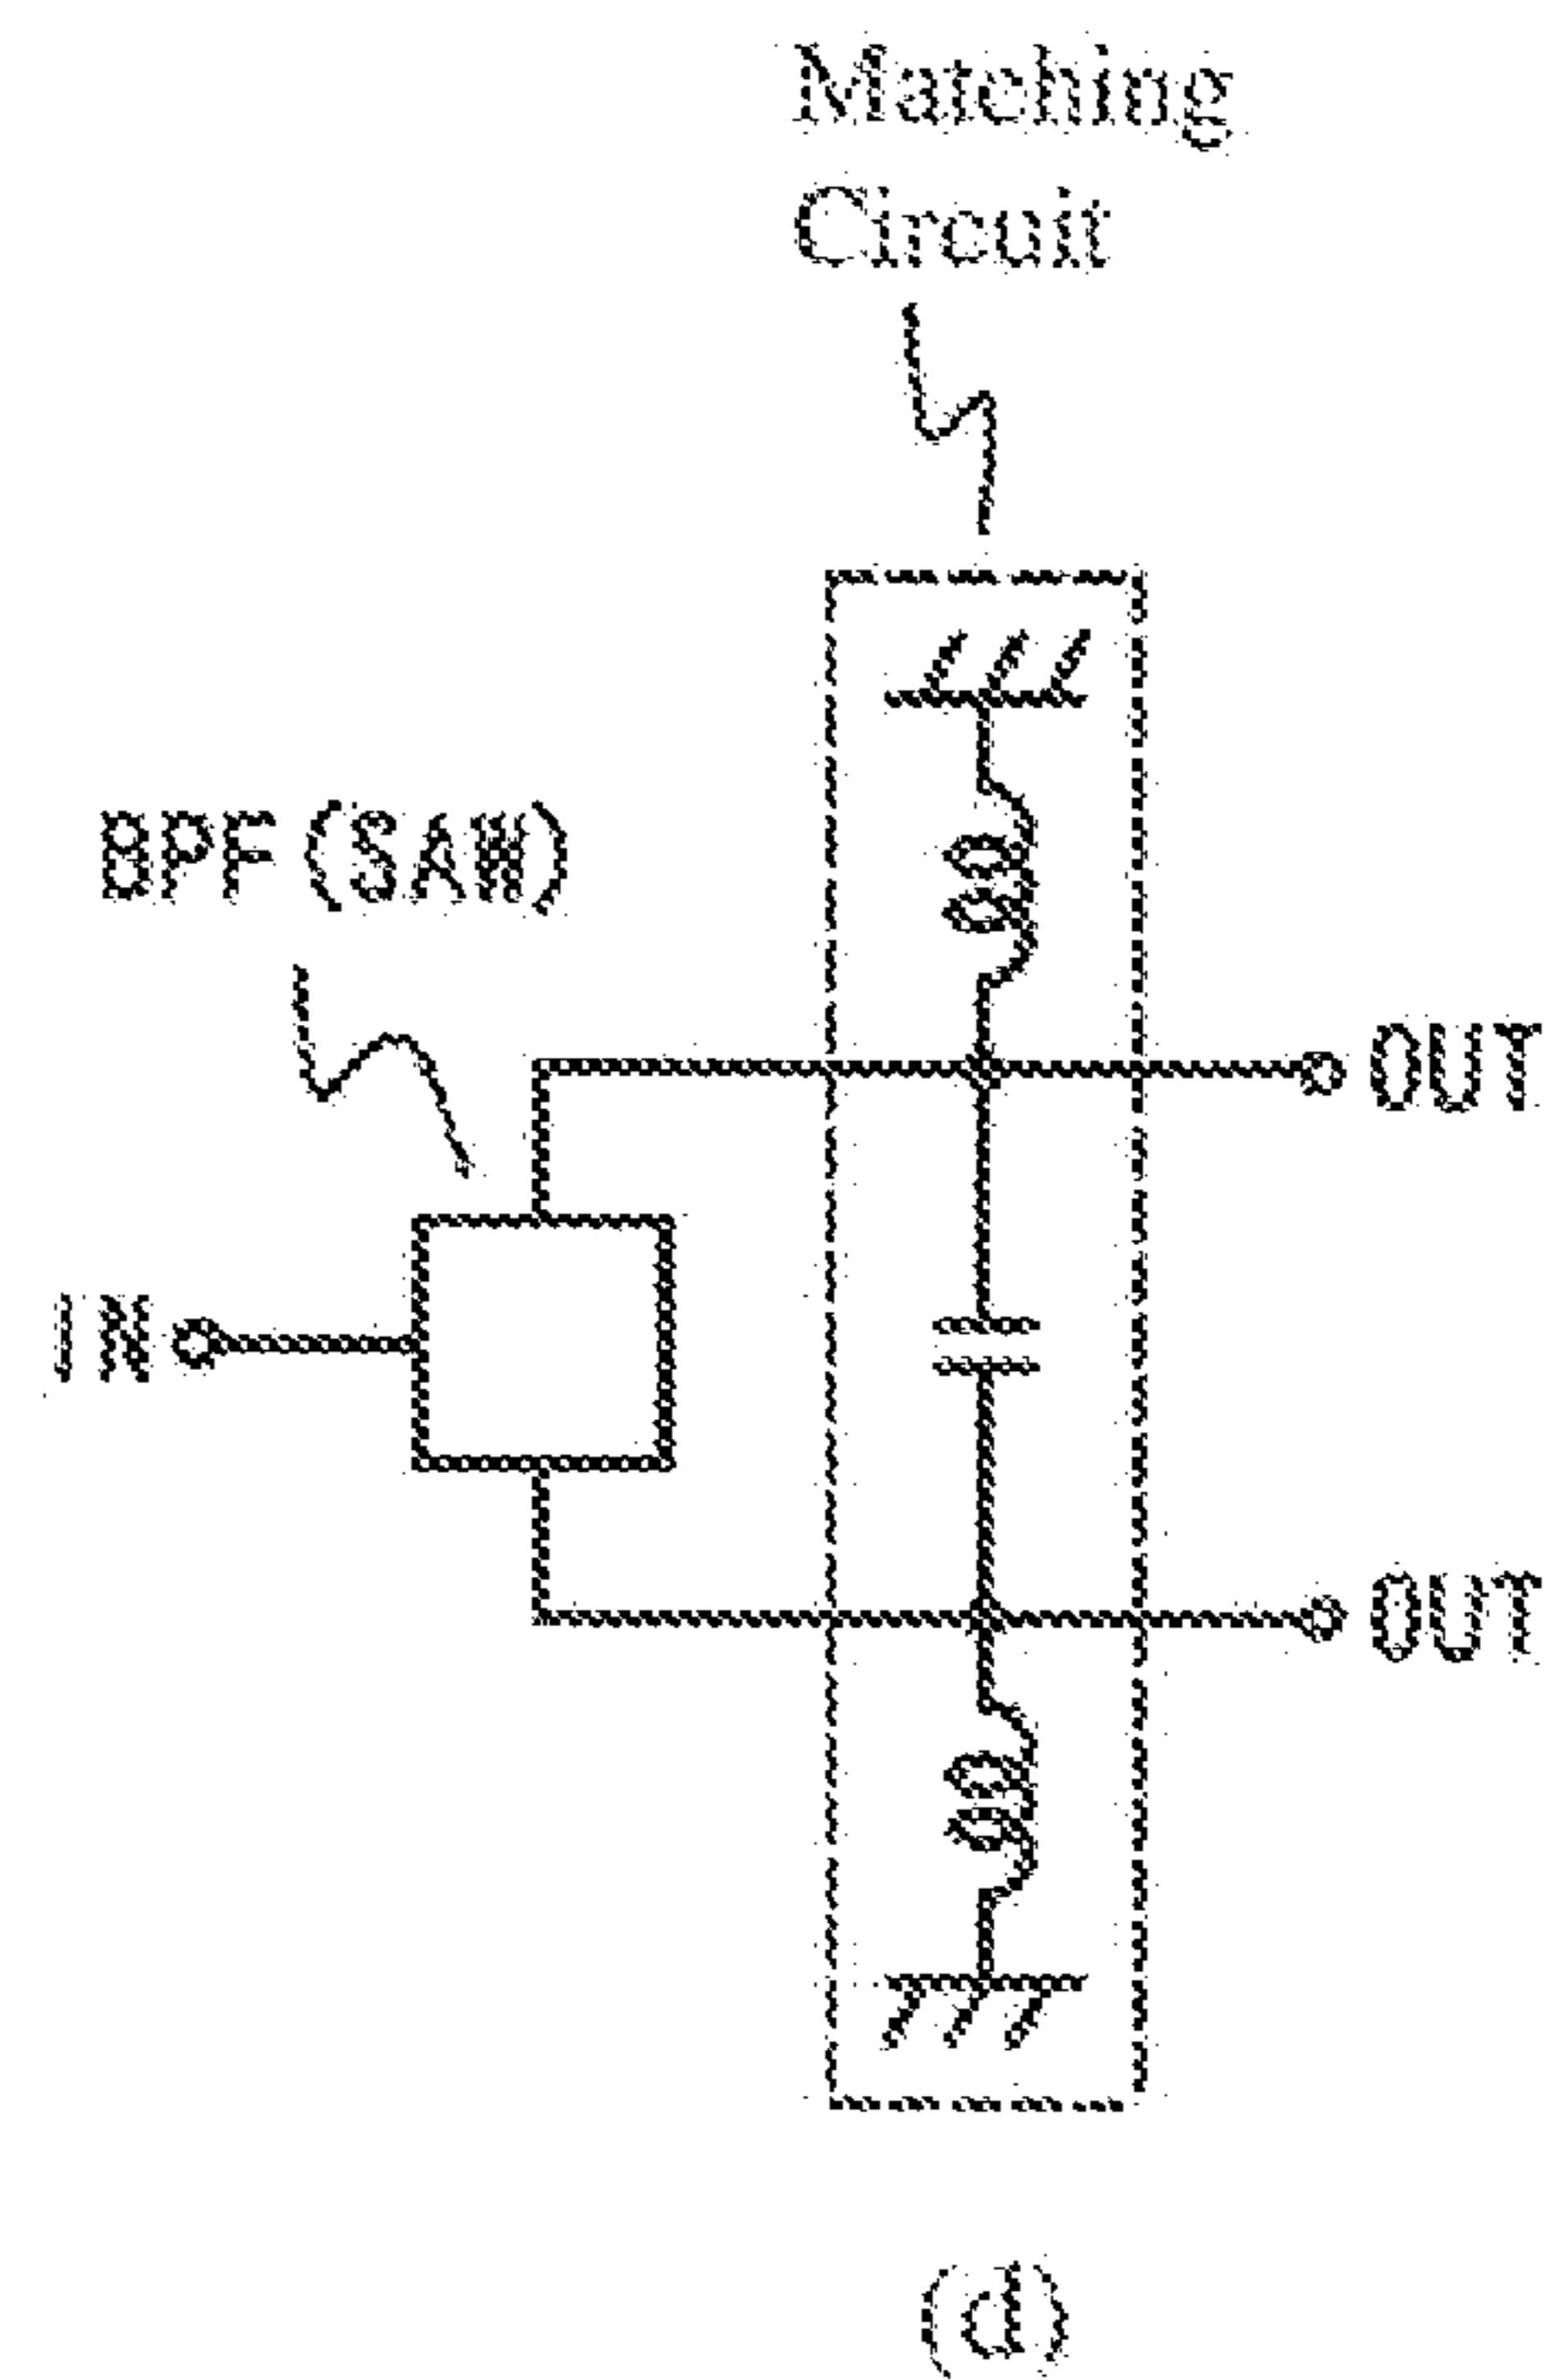 Matching
Circuit
BPF(SAW)
OUT
IN
OUT
(d)